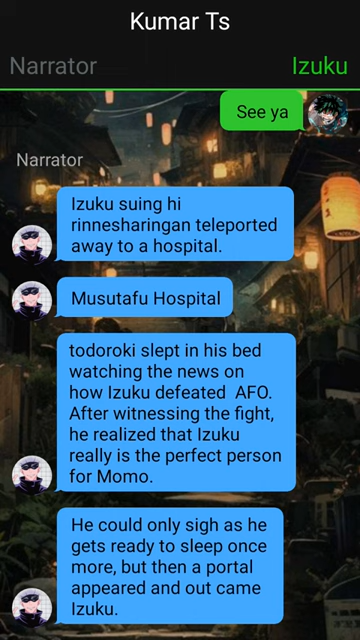 Kumar Ts
Narrator Izuku
See ya
Narrator
Izuku suing hi
rinnesharingan teleported
away to a hospital.
Musutafu Hospital
todoroki slept in his bed
watching the news on
how Izuku defeated AFO.
After witnessing the fight,
he realized that Izuku
really is the perfect person
for Momo.
He could only sigh as he
gets ready to sleep once
more, but then a portal
appeared and out came
Izuku.